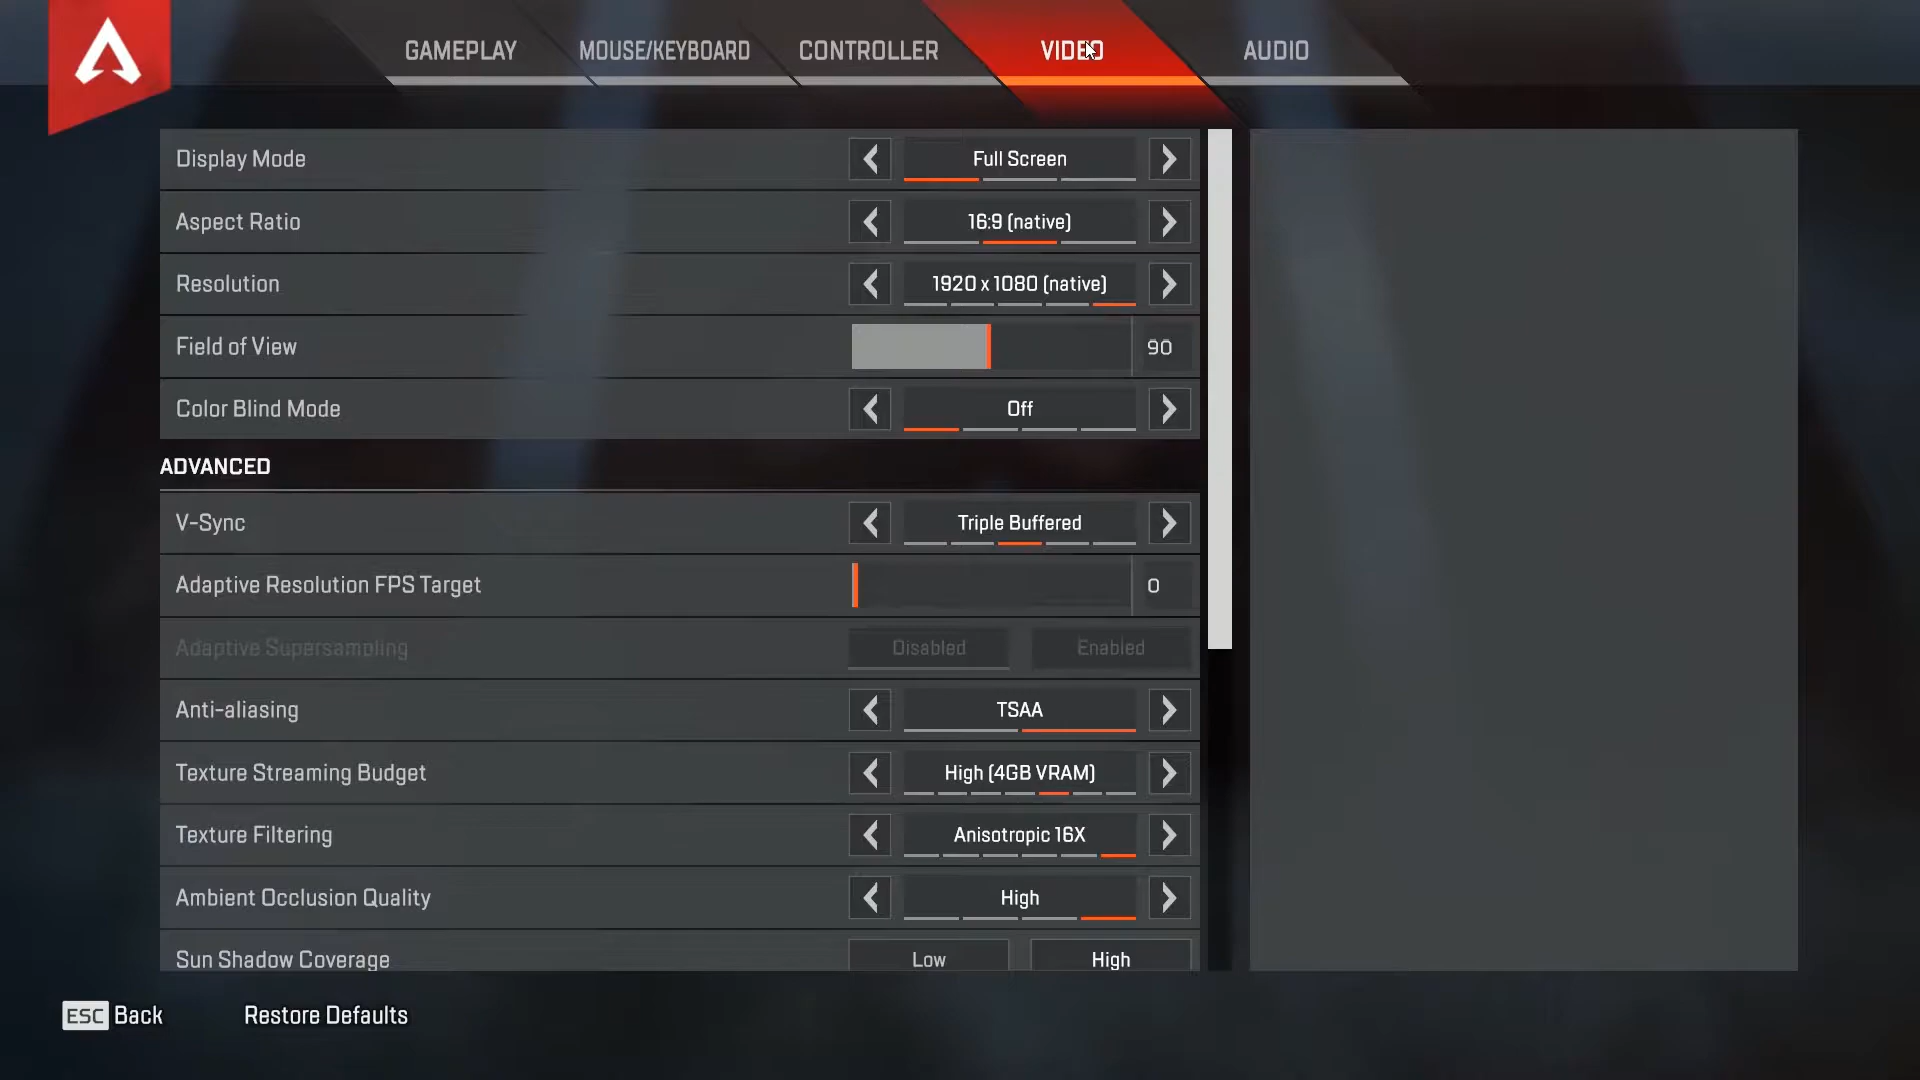 GAMEPLAY MOUSE/KEYBOARD CONTROLLER VIDEO AUDIO
Display Mode Full Screen
Aspect Ratio 16:9 (native)
Resolution 1920 x 1080 (native)
Field of View 90
Color Blind Mode Off
ADVANCED
V-Sync Triple Buffered
Adaptive Resolution FPS Target 0
Adaptive Supersampling Disabled Enabled
Anti-aliasing TSAA
Texture Streaming Budget High (4GB VRAM)
Texture Filtering Anisotropic 16X
Ambient Occlusion Quality High
Sun Shadow Coverage Low High
ESC Back Restore Defaults